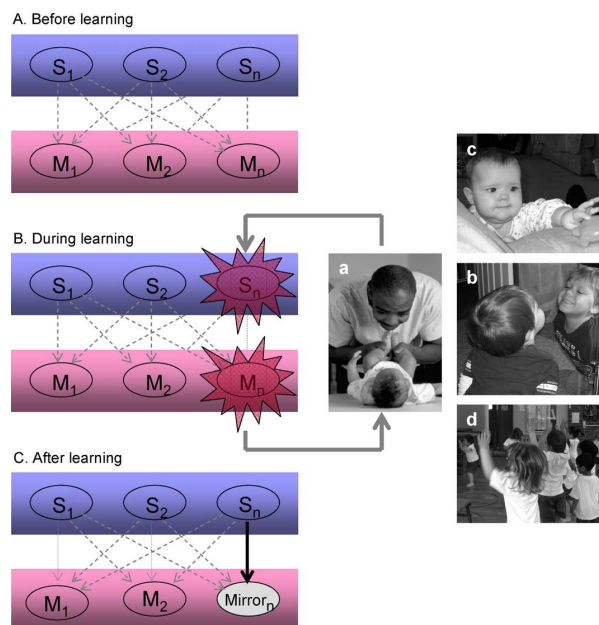 A. Before learning
S1 S2 Sn
M1 M2 Mn
B. During learning
S1 S2 Sn
M1 M2 Mn
C. After learning
S1 S2 Sn
M1 M2 Mirrorn
a
c
b
d